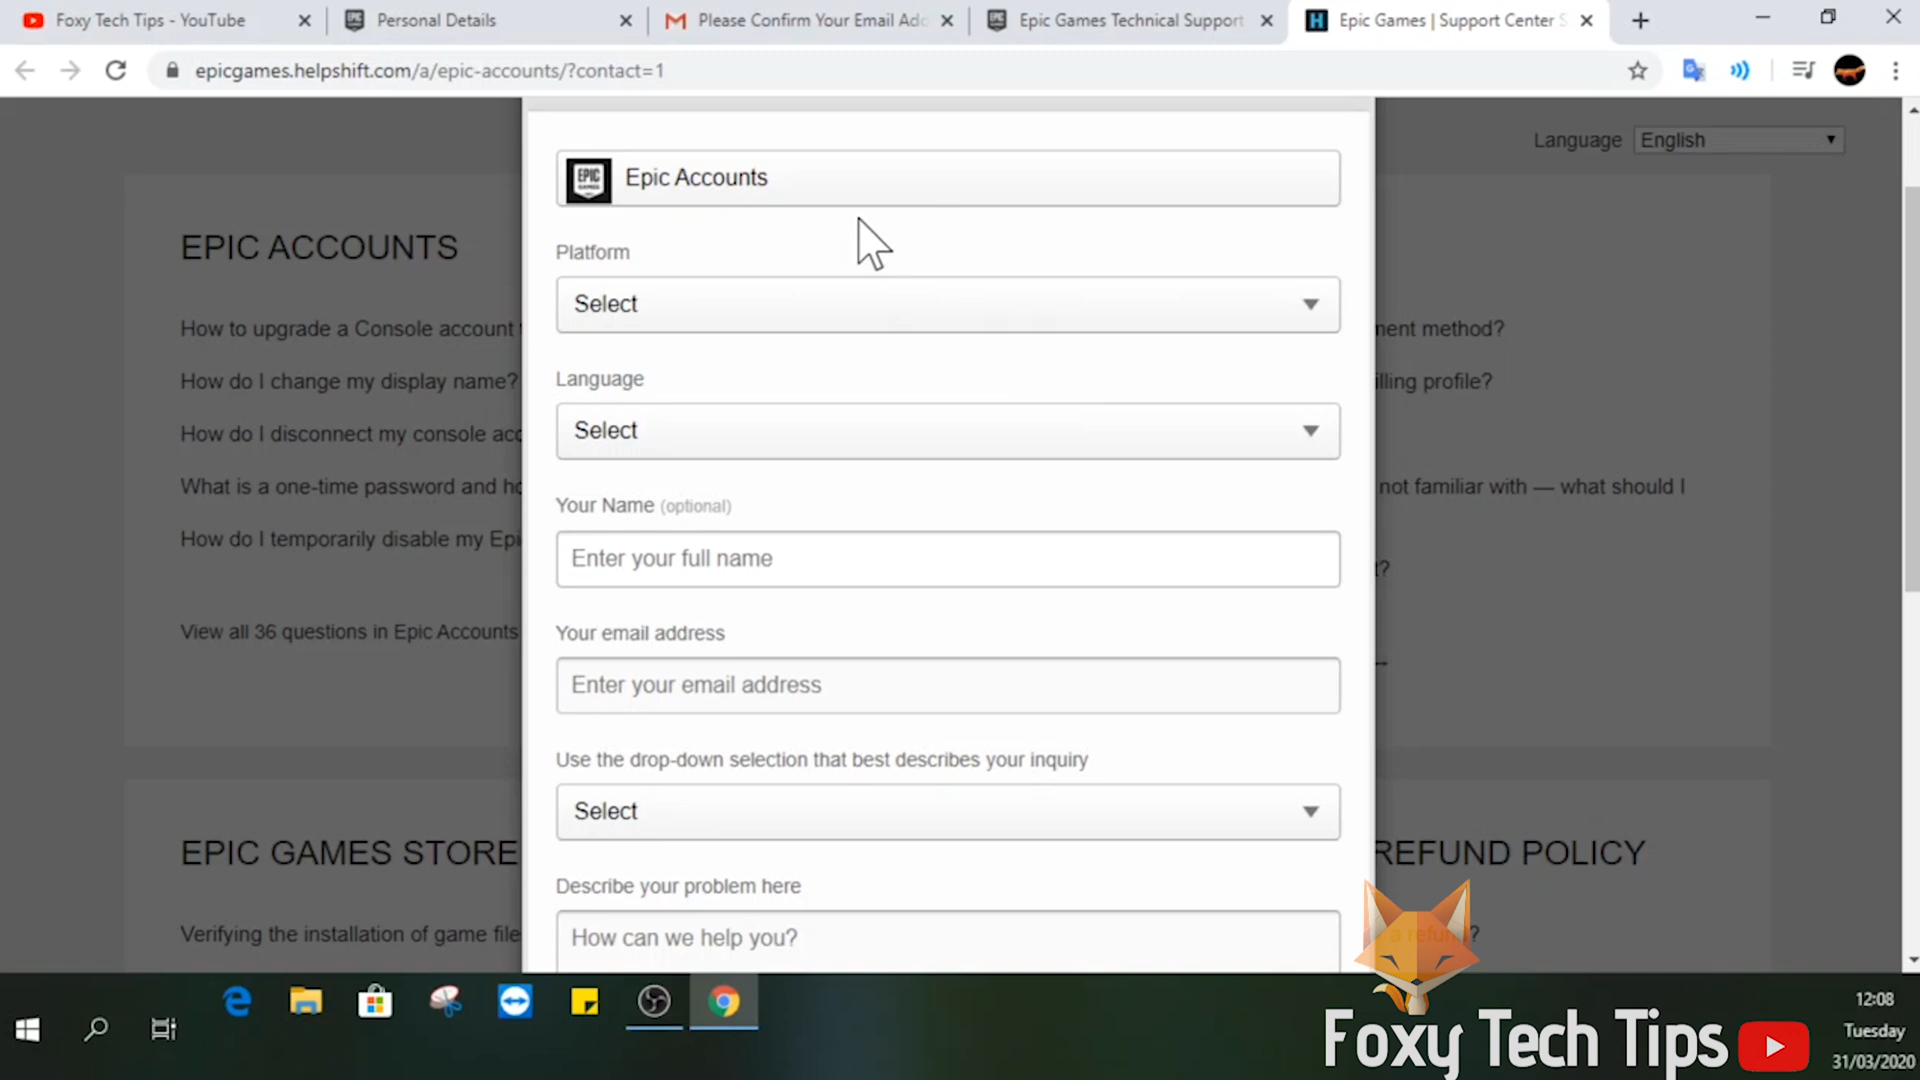 Foxy Tech Tips - YouTube
Personal Details
Please Confirm Your Email Add
Epic Games Technical Support
Epic Games | Support Center S
epicgames.helpshift.com/a/epic-accounts/?contact=1
Language English
Epic Accounts
EPIC ACCOUNTS
Platform
Select
How to upgrade a Console account
ment method?
How do I change my display name?
illing profile?
Language
Select
How do I disconnect my console acc
What is a one-time password and ho
not familiar with — what should I
Your Name (optional)
Enter your full name
How do I temporarily disable my Epi
t?
View all 36 questions in Epic Accounts
Your email address
Enter your email address
Use the drop-down selection that best describes your inquiry
Select
EPIC GAMES STORE
REFUND POLICY
Describe your problem here
How can we help you?
Verifying the installation of game file
a refund?
12:08
Tuesday
31/03/2020
Foxy Tech Tips